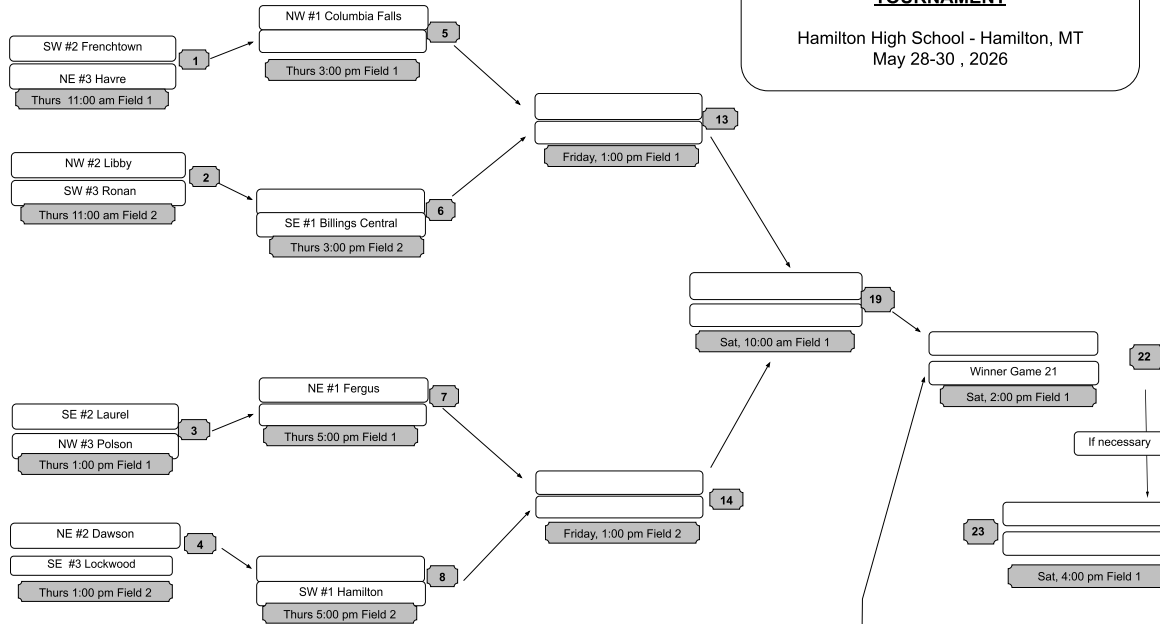 TOURNAMENT
Hamilton High School - Hamilton, MT
May 28-30 , 2026
SW #2 Frenchtown
1
NE #3 Havre
Thurs  11:00 am Field 1
NW #1 Columbia Falls
5
Thurs 3:00 pm Field 1
NW #2 Libby
2
SW #3 Ronan
Thurs 11:00 am Field 2
6
SE #1 Billings Central
Thurs 3:00 pm Field 2
13
Friday, 1:00 pm Field 1
SE #2 Laurel
3
NW #3 Polson
Thurs 1:00 pm Field 1
NE #1 Fergus
7
Thurs 5:00 pm Field 1
NE #2 Dawson
4
SE  #3 Lockwood
Thurs 1:00 pm Field 2
8
SW #1 Hamilton
Thurs 5:00 pm Field 2
14
Friday, 1:00 pm Field 2
19
Sat, 10:00 am Field 1
22
Winner Game 21
Sat, 2:00 pm Field 1
If necessary
23
Sat, 4:00 pm Field 1